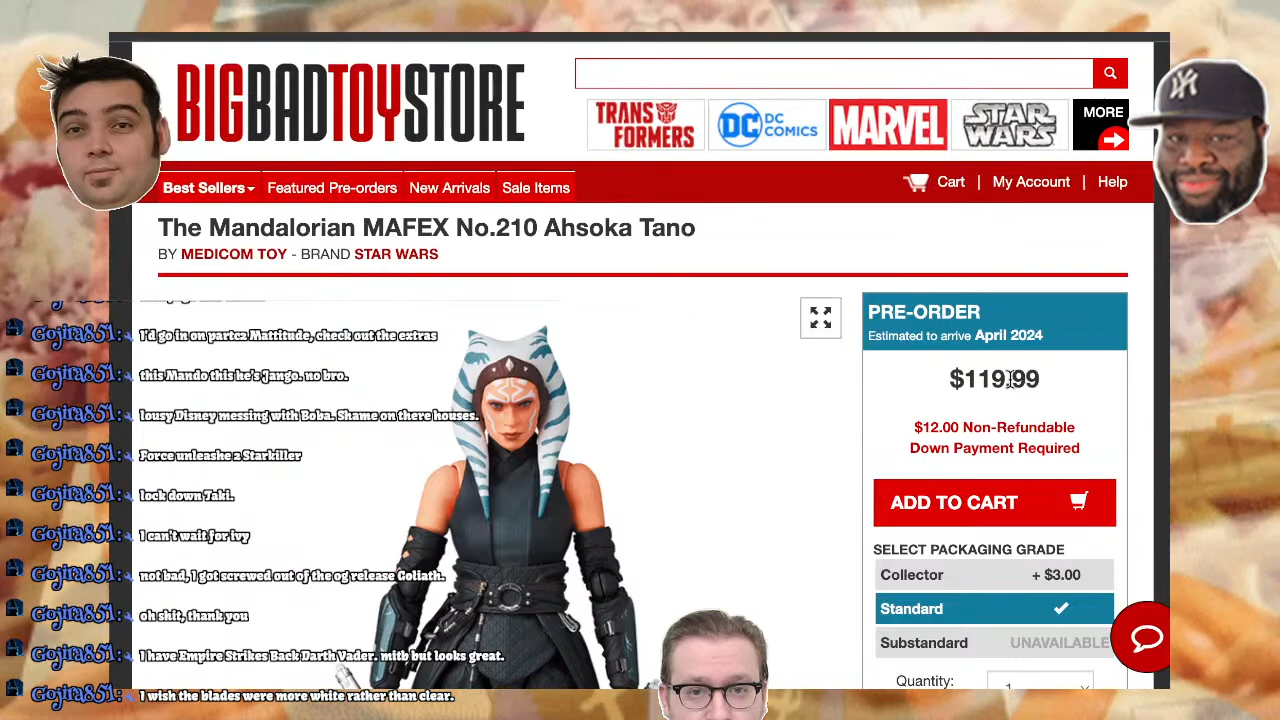 BIGBADTOYSTORE
TRANSFORMERS
DC
DC COMICS
MARVEL
STAR WARS
MORE
Best Sellers
Featured Pre-orders
New Arrivals
Sale Items
Cart | My Account | Help
The Mandalorian MAFEX No.210 Ahsoka Tano
BY MEDICOM TOY - BRAND STAR WARS
PRE-ORDER
Estimated to arrive April 2024
$119.99
$12.00 Non-Refundable
Down Payment Required
ADD TO CART
SELECT PACKAGING GRADE
Collector + $3.00
Standard
Substandard UNAVAILABLE
Quantity: 1
Gojira851: I'd go in on partez Mattitude, check out the extras
Gojira851: this Mando this he's Jango. no bro.
Gojira851: lousy Disney messing with Boba. Shame on there houses.
Gojira851: Force unleashe 2 Starkiller
Gojira851: lock down Taki.
Gojira851: I can't wait for ivy
Gojira851: not bad, I got screwed out of the og release Goliath.
Gojira851: oh shit, thank you
Gojira851: I have Empire Strikes Back Darth Vader. mitb but looks great.
Gojira851: I wish the blades were more white rather than clear.